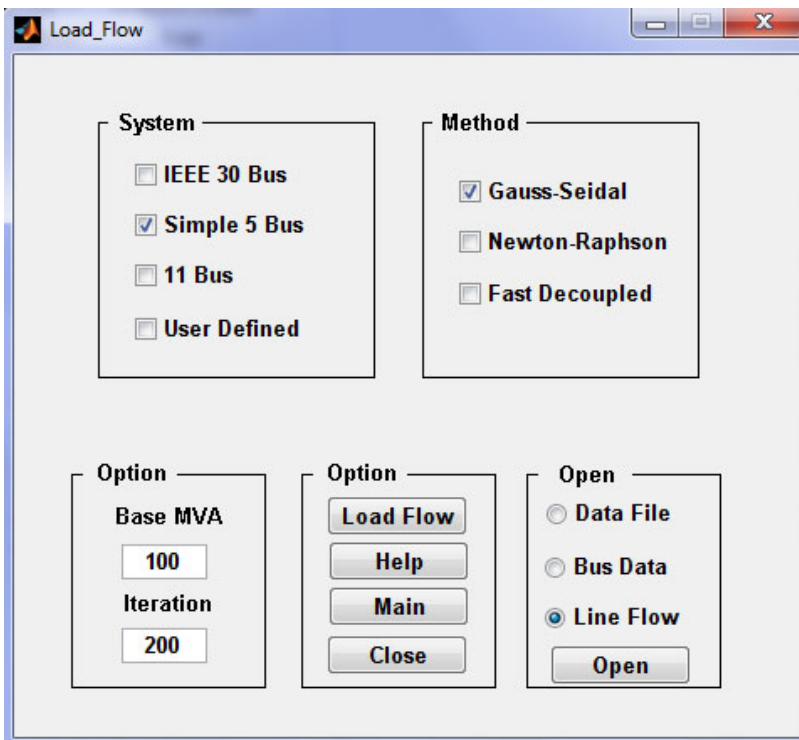 Load_Flow
System
IEEE 30 Bus
Simple 5 Bus
11 Bus
User Defined
Method
Gauss-Seidal
Newton-Raphson
Fast Decoupled
Option
Base MVA
100
Iteration
200
Option
Load Flow
Help
Main
Close
Open
Data File
Bus Data
Line Flow
Open